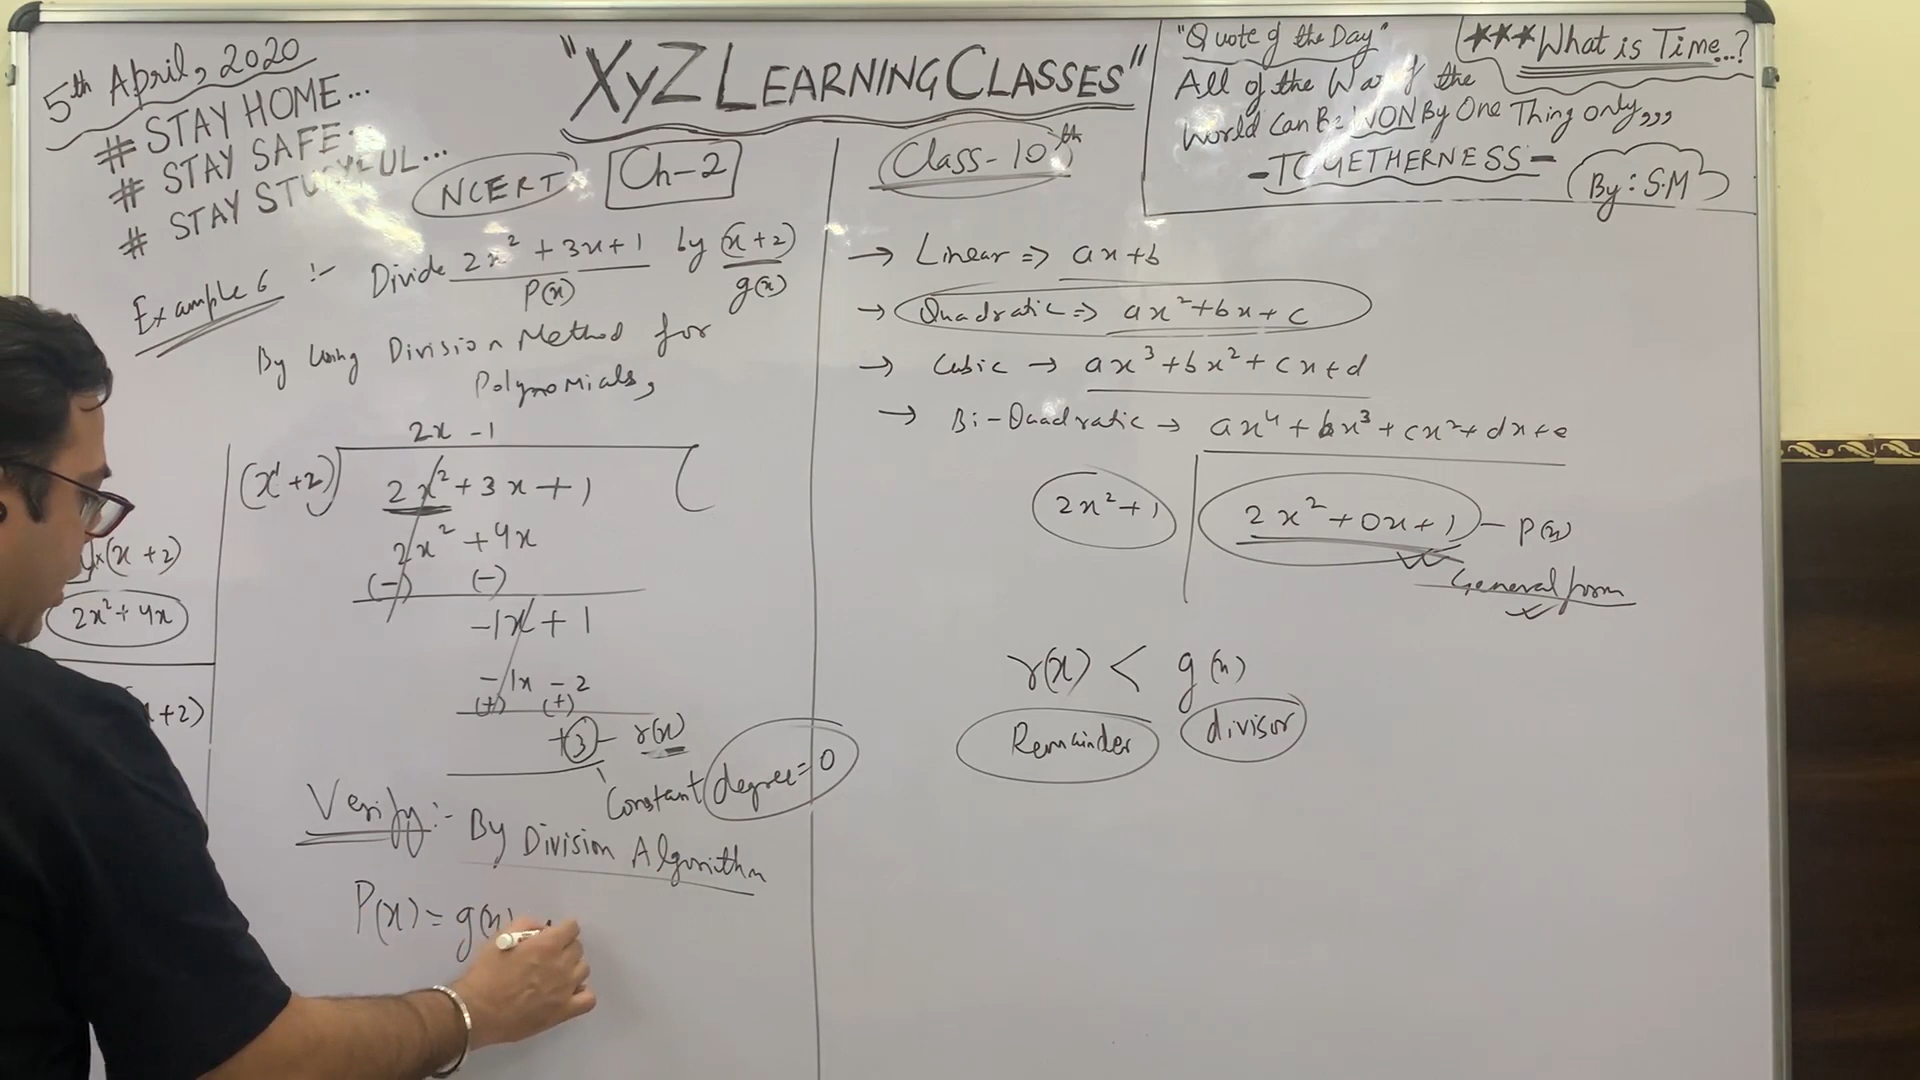 5th April, 2020
# STAY HOME...
# STAY SAFE...
# STAY STUDYFUL...
"XYZ LEARNING CLASSES"
"Quote of the Day"
All of the War of the
World Can Be WON By One Thing only,,,
- TOGETHERNESS -
By : S.M
***What is Time...?
NCERT
Ch-2
Class-10th
Example 6 :- Divide 2x² + 3x + 1 by (x+2)
P(x) g(x)
By Using Division Method for
Polynomials,
2x -1
(x¹+2) 2x² + 3x + 1
2x² + 4x
(-) (-)
-1x + 1
-1x - 2
(+) (+)
+3 - r(x)
Constant degree = 0
Verify :- By Division Algorithm
P(x) = g(x)
x(x + 2)
2x² + 4x
+2)
→ Linear => ax+b
→ Quadratic => ax²+bx+c
→ Cubic → ax³+bx²+cx+d
→ Bi-Quadratic → ax⁴+bx³+cx²+dx+e
2x²+1
2x²+0x+1 - P(x)
General form
r(x) < g(x)
Remainder divisor